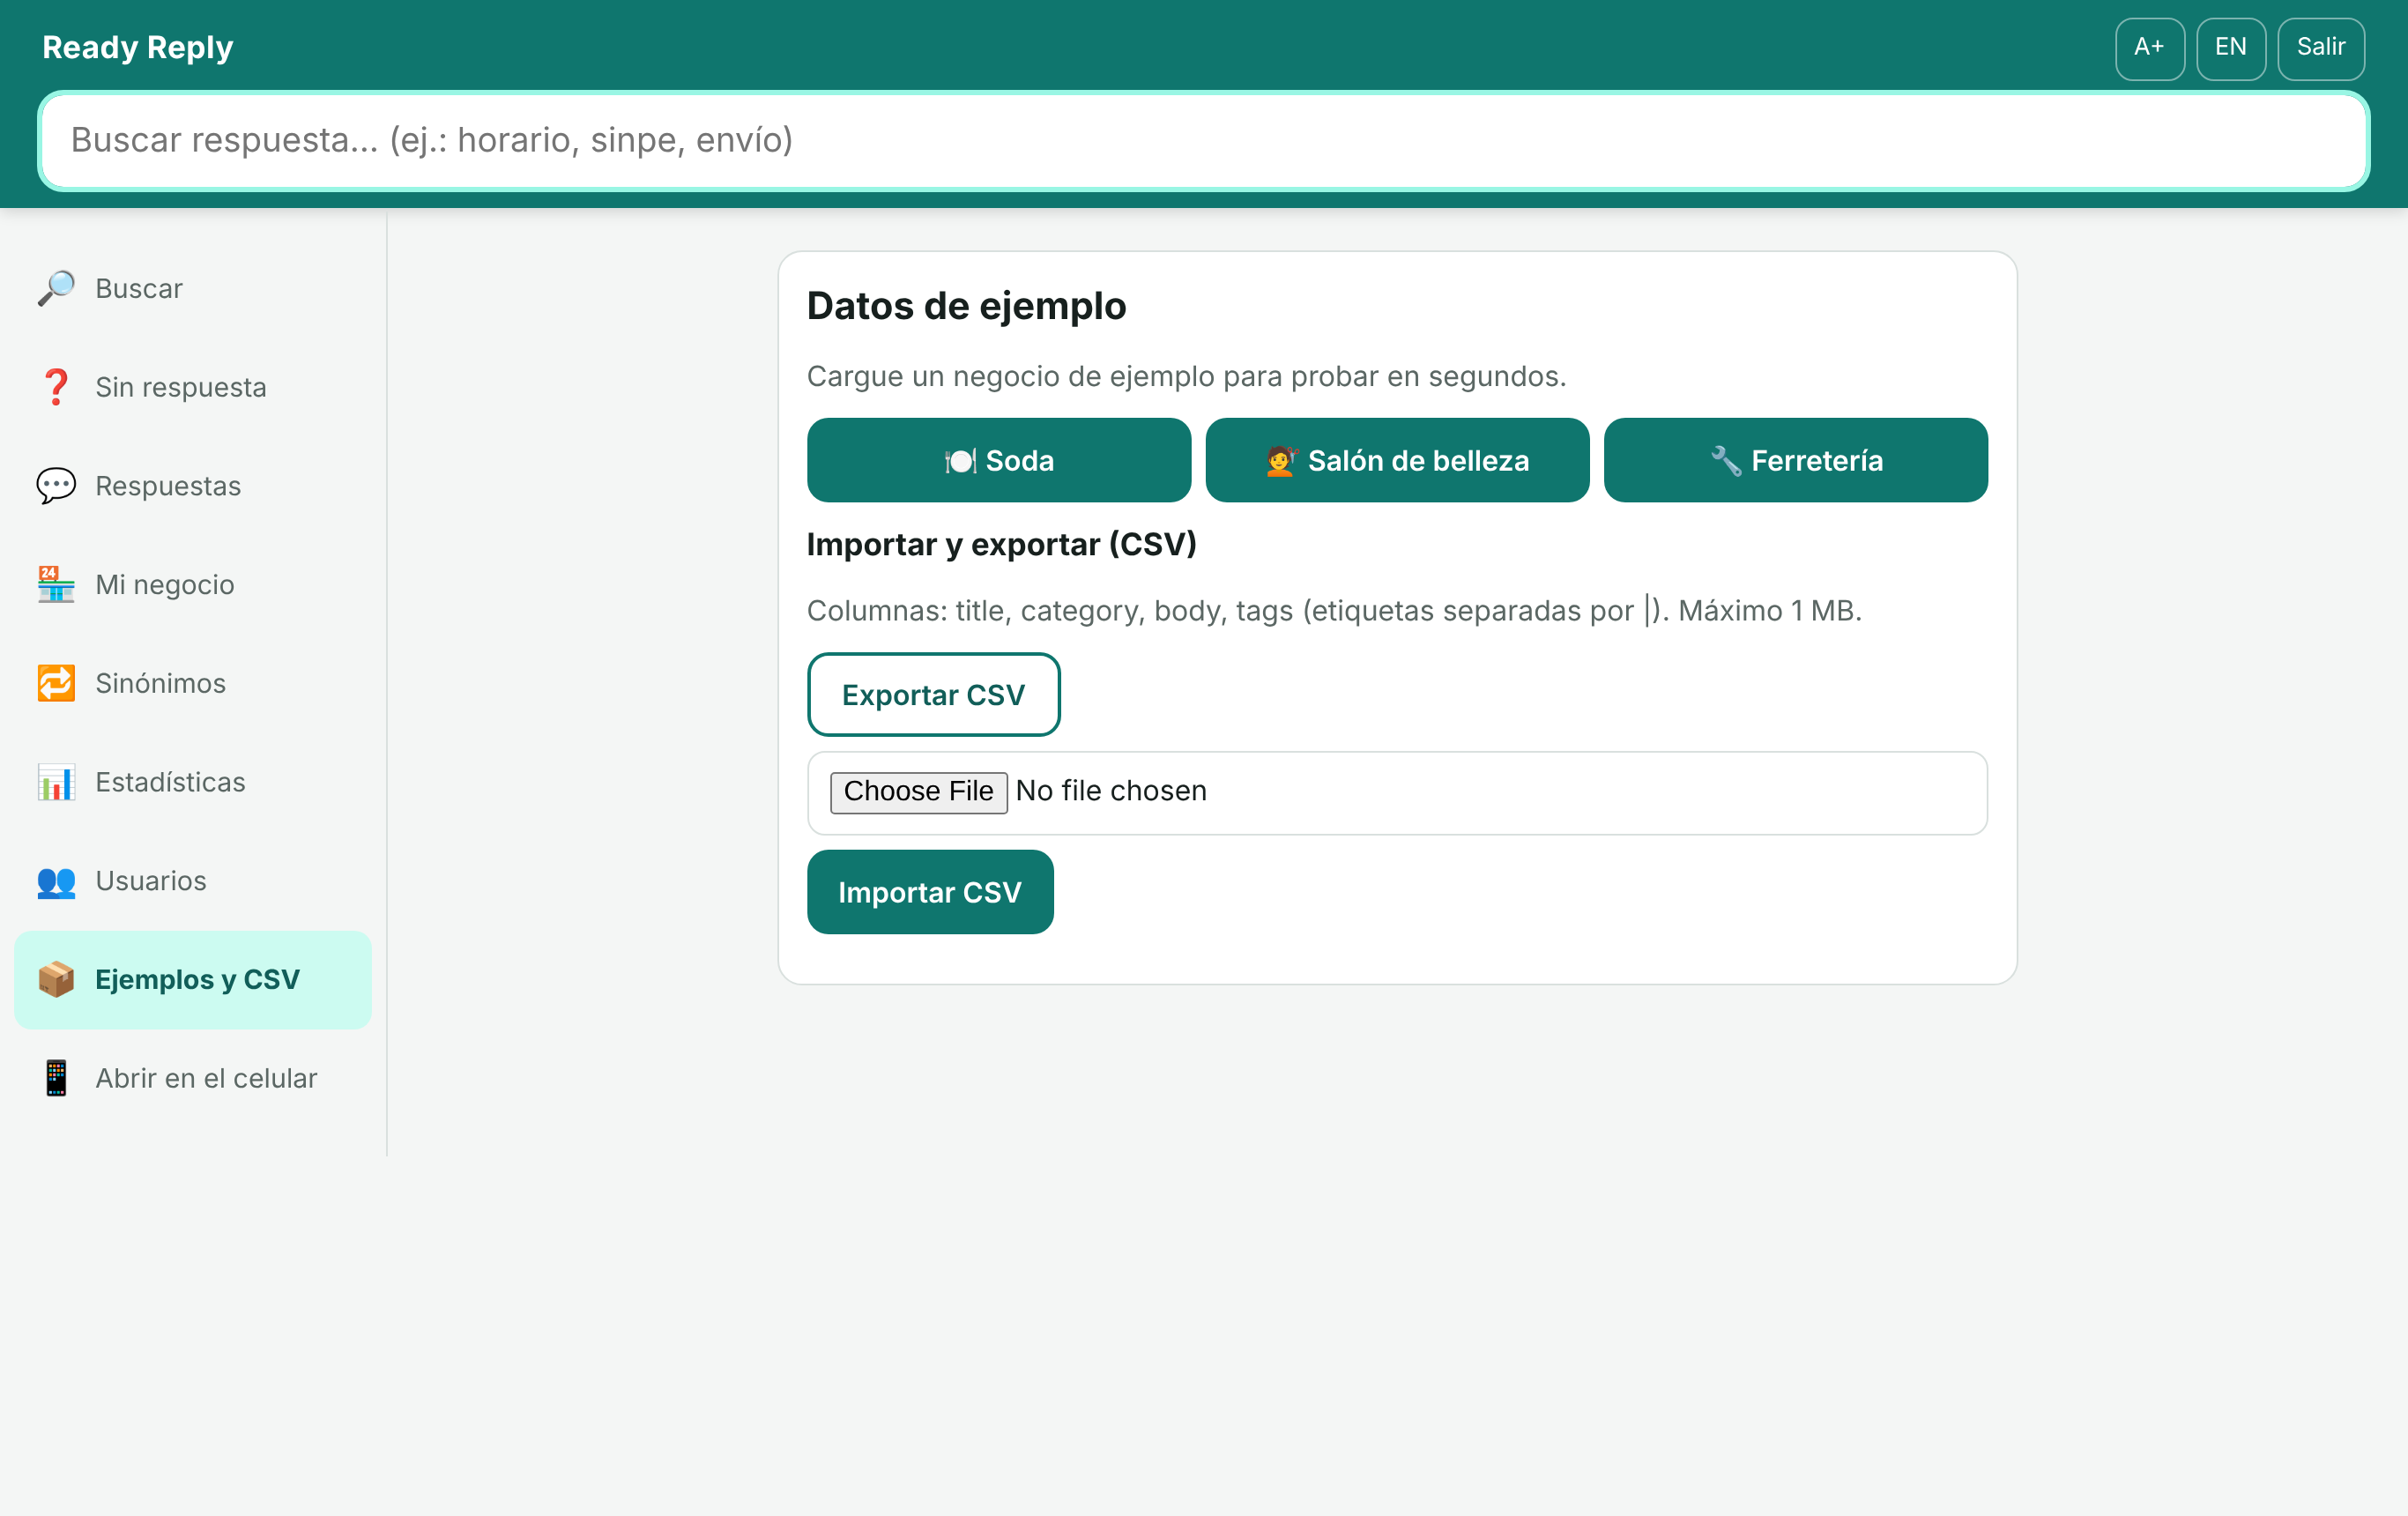 Ready Reply
A+
EN
Salir
Buscar respuesta... (ej.: horario, sinpe, envío)
Buscar
Sin respuesta
Respuestas
24
Mi negocio
Sinónimos
Estadísticas
Usuarios
Ejemplos y CSV
Abrir en el celular
Datos de ejemplo
Cargue un negocio de ejemplo para probar en segundos.
Soda
Salón de belleza
Ferretería
Importar y exportar (CSV)
Columnas: title, category, body, tags (etiquetas separadas por |). Máximo 1 MB.
Exportar CSV
Choose File No file chosen
Importar CSV